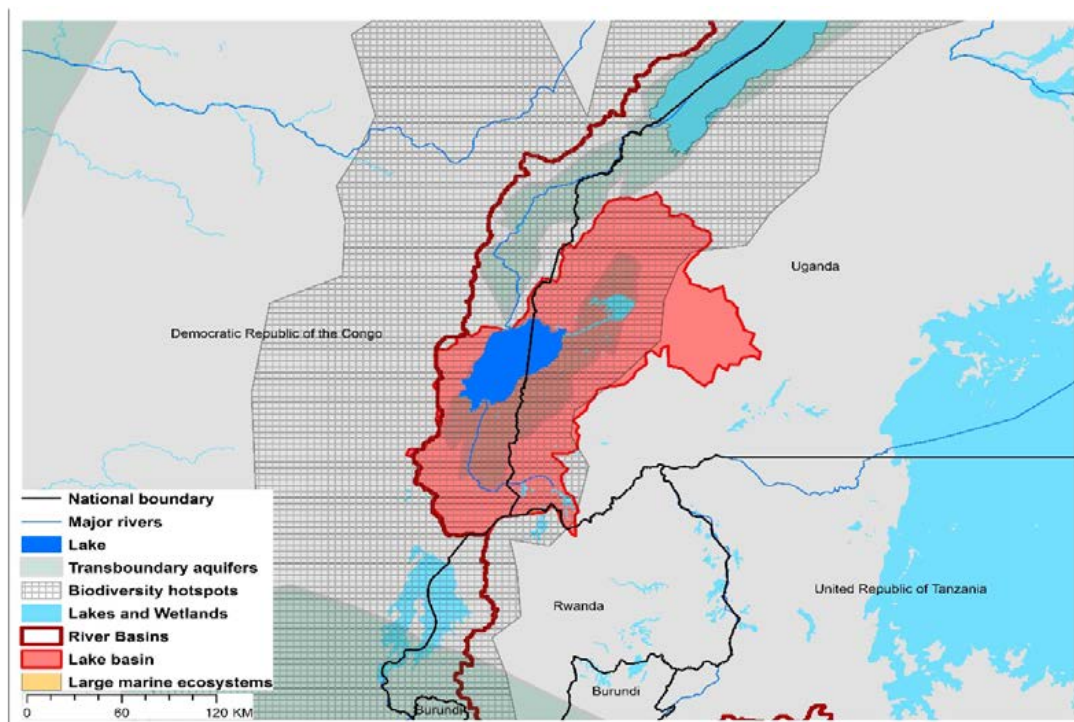 Uganda
Democratic Republic of the Congo
National boundary
Major rivers
Lake
Transboundary aquifers
Biodiversity hotspots
Lakes and Wetlands
River Basins
Lake basin
Large marine ecosystems
0 60 120 KM
United Republic of Tanzania
Rwanda
Burundi
Burundi